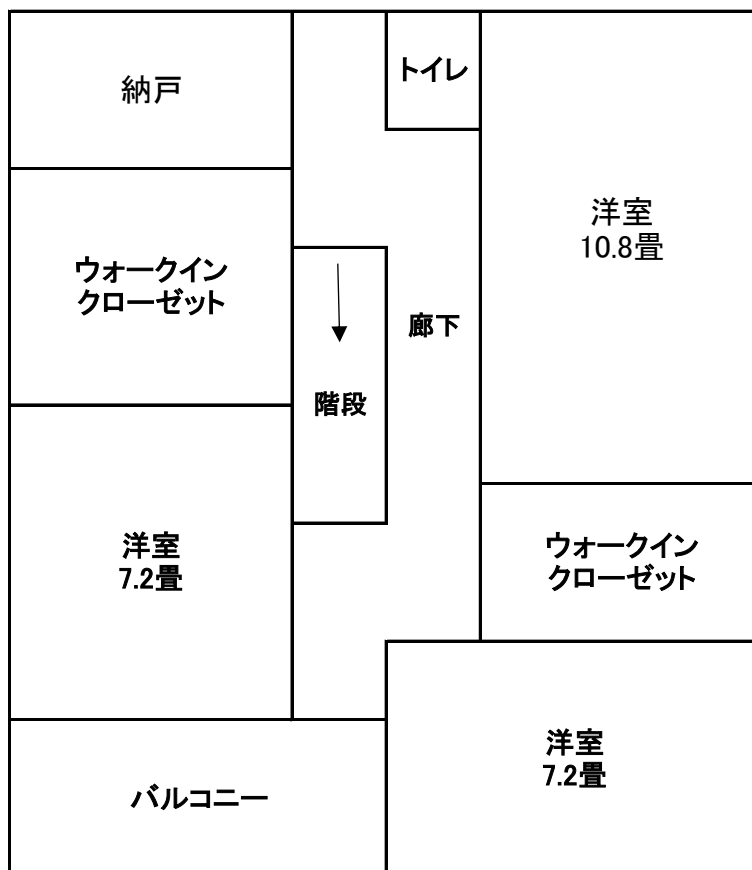 納戸
トイレ
洋室
10.8畳
ウォークイン
クローゼット
廊下
階段
洋室
7.2畳
ウォークイン
クローゼット
洋室
7.2畳
バルコニー